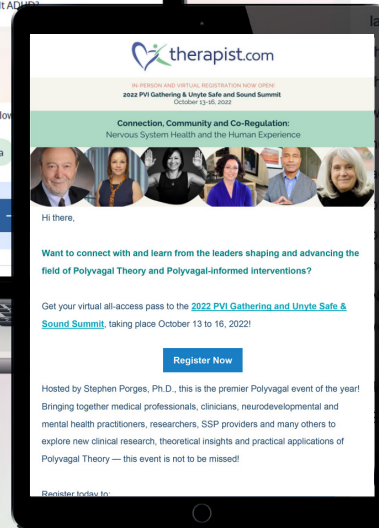 lt ADHD?
therapist.com
IN-PERSON AND VIRTUAL REGISTRATION NOW OPEN!
2022 PVI Gathering & Unyte Safe and Sound Summit
October 13-16, 2022
Connection, Community and Co-Regulation:
Nervous System Health and the Human Experience
Hi there,
Want to connect with and learn from the leaders shaping and advancing the
field of Polyvagal Theory and Polyvagal-informed interventions?
Get your virtual all-access pass to the 2022 PVI Gathering and Unyte Safe &
Sound Summit, taking place October 13 to 16, 2022!
Register Now
Hosted by Stephen Porges, Ph.D., this is the premier Polyvagal event of the year!
Bringing together medical professionals, clinicians, neurodevelopmental and
mental health practitioners, researchers, SSP providers and many others to
explore new clinical research, theoretical insights and practical applications of
Polyvagal Theory — this event is not to be missed!
Register today to: